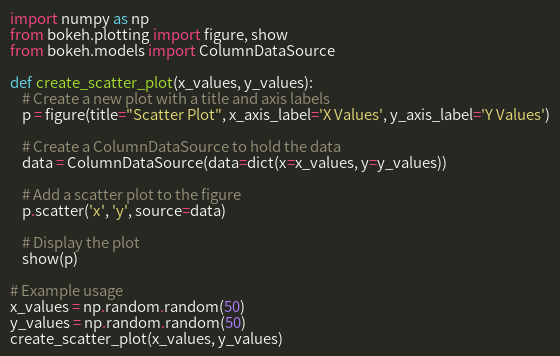 import numpy as np
from bokeh.plotting import figure, show
from bokeh.models import ColumnDataSource

def create_scatter_plot(x_values, y_values):
    # Create a new plot with a title and axis labels
    p = figure(title="Scatter Plot", x_axis_label='X Values', y_axis_label='Y Values')

    # Create a ColumnDataSource to hold the data
    data = ColumnDataSource(data=dict(x=x_values, y=y_values))

    # Add a scatter plot to the figure
    p.scatter('x', 'y', source=data)

    # Display the plot
    show(p)

# Example usage
x_values = np.random.random(50)
y_values = np.random.random(50)
create_scatter_plot(x_values, y_values)